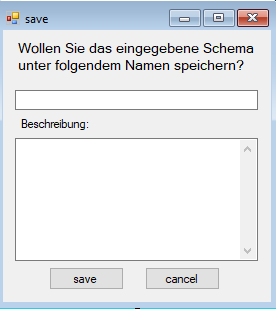 save
Wollen Sie das eingegebene Schema
unter folgendem Namen speichern?
Beschreibung:
save
cancel